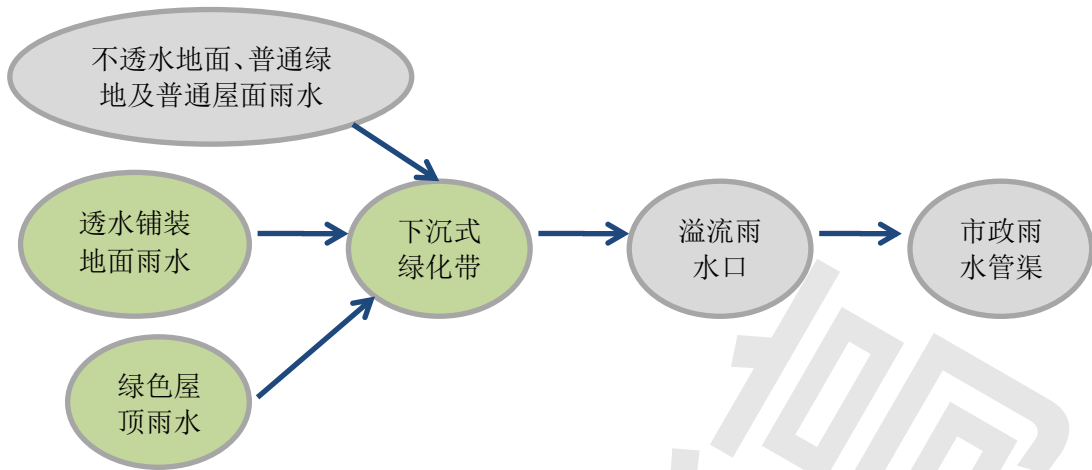 不透水地面、普通绿
地及普通屋面雨水
透水铺装
地面雨水
下沉式
绿化带
溢流雨
水口
市政雨
水管渠
绿色屋
顶雨水